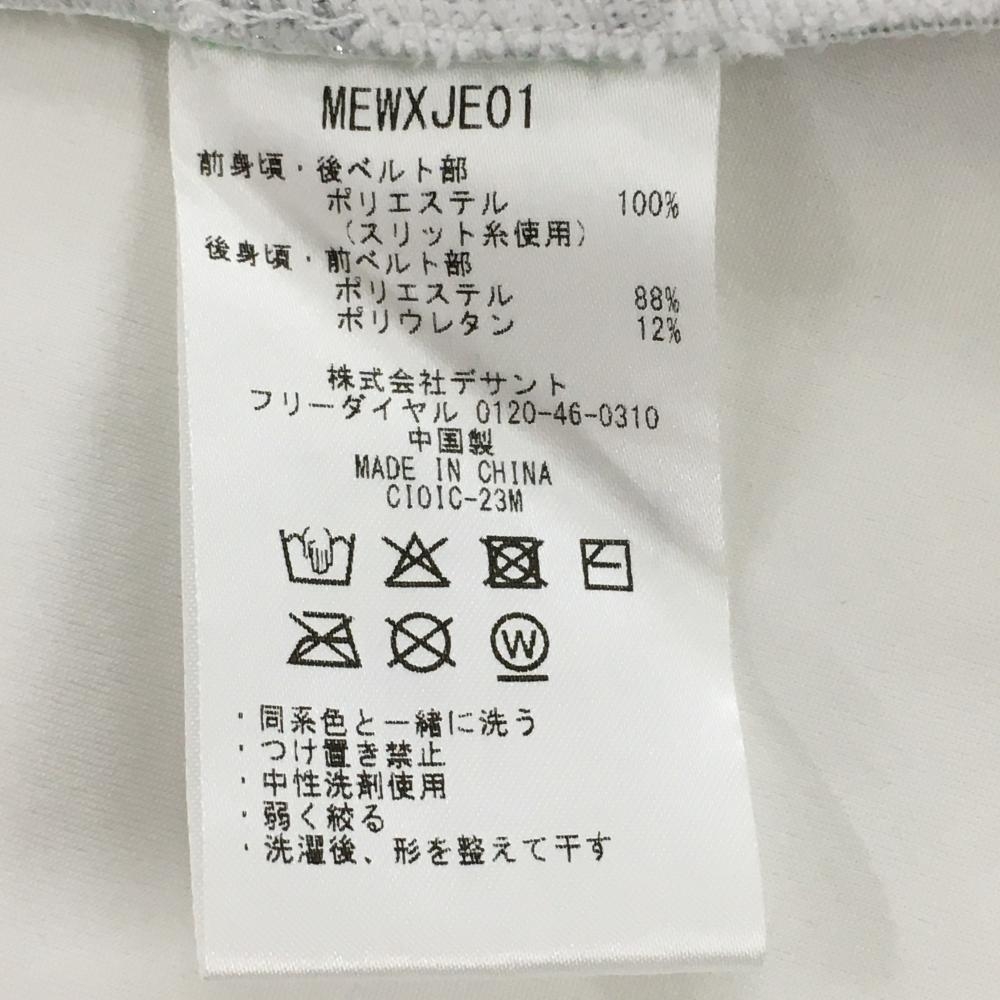 MEWXJE01
前身頃・後ベルト部
ポリエステル 100%
(スリット糸使用)
後身頃・前ベルト部
ポリエステル 88%
ポリウレタン 12%
株式会社デサント
フリーダイヤル 0120-46-0310
中国製
MADE IN CHINA
CIOIC-23M
W
・同系色と一緒に洗う
・つけ置き禁止
・中性洗剤使用
・弱く絞る
・洗濯後、形を整えて干す